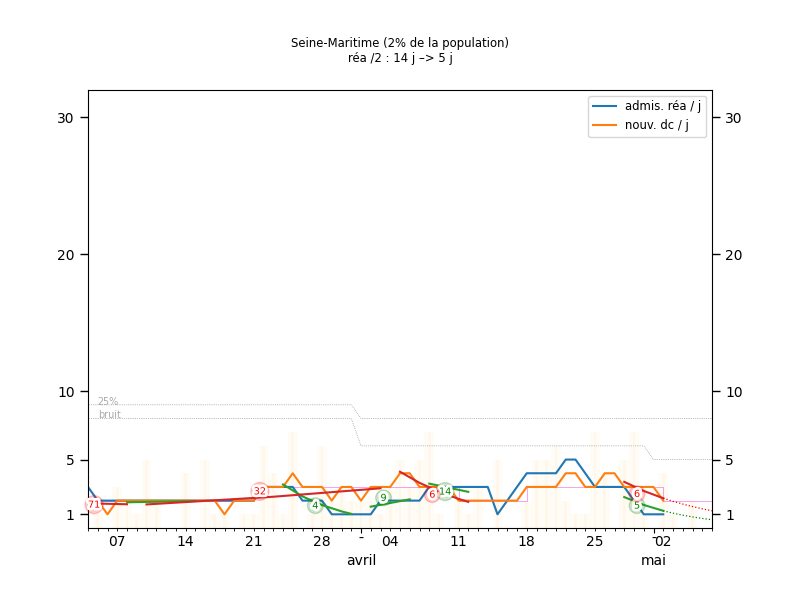 Seine-Maritime (2% de la population)
réa /2 : 14 j –> 5 j
admis. réa / j
nouv. dc / j
30 30
20 20
10 10
25%
bruit
5 5
1 1
71 32 4 9 6 14 6 5
07 14 21 28 - 04 11 18 25 - 02
avril mai